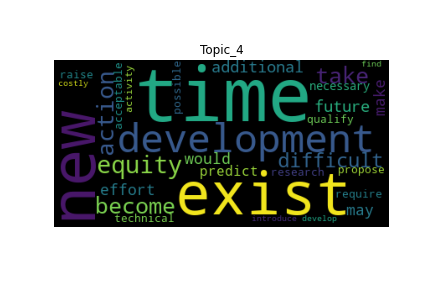 Topic_4
time
exist
new
development
equity
become
difficult
action
take
additional
future
would
predict
effort
may
make
raise
costly
acceptable
activity
possible
necessary
qualify
find
research
propose
require
technical
introduce
develop